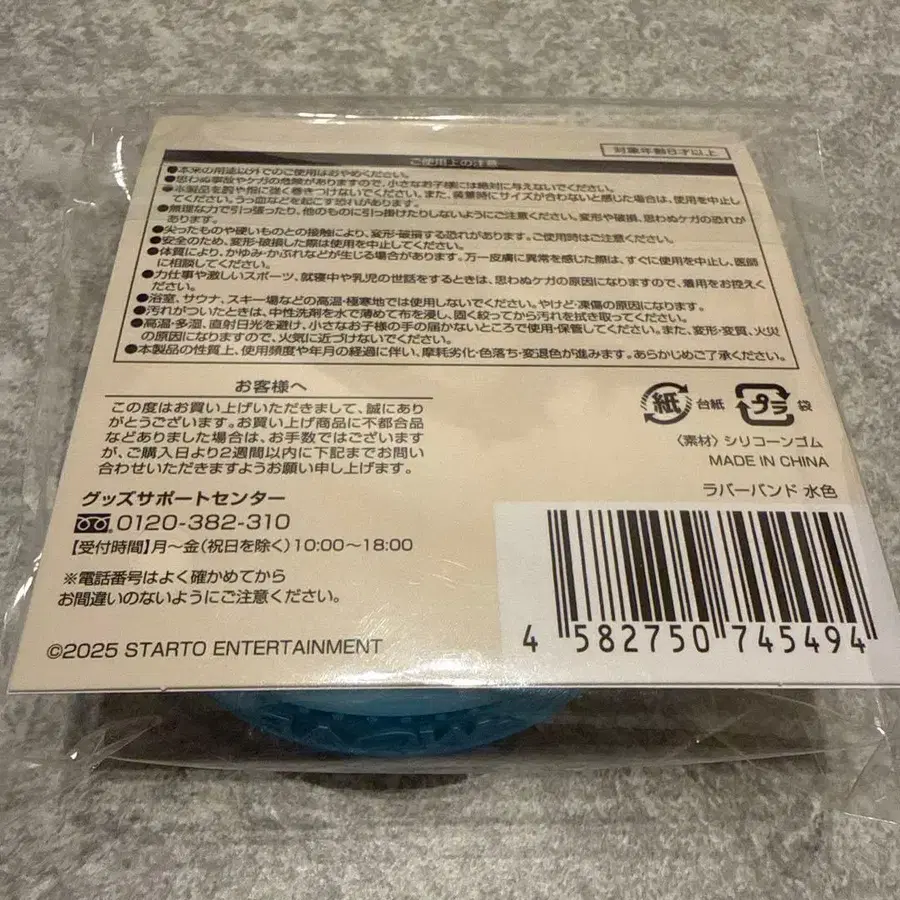 対象年齢8才以上
ご使用上の注意
●本来の用途以外でのご使用はおやめください。
●思わぬ事故やケガの危険がありますので、小さなお子様には絶対に与えないでください。
●本製品を腕や指に強く巻きつけないでください。また、装着時にサイズが合わないと感じた場合は、使用を中止し
てください。うっ血などを起こす恐れがあります。
●無理な力で引っ張ったり、他のものに引っ掛けたりしないようにご注意ください。変形や破損、思わぬケガの恐れが
あります。
●尖ったものや硬いものとの接触により、変形・破損する恐れがあります。ご使用時はご注意ください。
●安全のため、変形・破損した際は使用を中止してください。
●体質により、かゆみ・かぶれなどが生じる場合があります。万一皮膚に異常を感じた際は、すぐに使用を中止し、医師
に相談してください。
●力仕事や激しいスポーツ、就寝中や乳児の世話をするときは、思わぬケガの原因になりますので、着用をお控えく
ださい。
●浴室、サウナ、スキー場などの高温・極寒地では使用しないでください。やけど・凍傷の原因になります。
●汚れがついたときは、中性洗剤を水で薄めて布を浸し、固く絞ってから汚れを拭き取ってください。
●高温・多湿、直射日光を避け、小さなお子様の手の届かないところで使用・保管してください。また、変形・変質、火災
の原因になりますので、火気に近づけないでください。
●本製品の性質上、使用頻度や年月の経過に伴い、摩耗劣化・色落ち・変退色が進みます。あらかじめご了承ください。
お客様へ
この度はお買い上げいただきまして、誠にあり
がとうございます。お買い上げ商品に不都合品
などありました場合は、お手数ではございます
が、ご購入日より2週間以内に下記までお問い
合わせいただきますようお願い申し上げます。
グッズサポートセンター
0120-382-310
【受付時間】月〜金(祝日を除く)10:00〜18:00
※電話番号はよく確かめてから
お間違いのないようにご注意ください。
©2025 STARTO ENTERTAINMENT
紙 台紙 プラ 袋
〈素材〉シリコーンゴム
MADE IN CHINA
ラバーバンド 水色
4 582750 745494